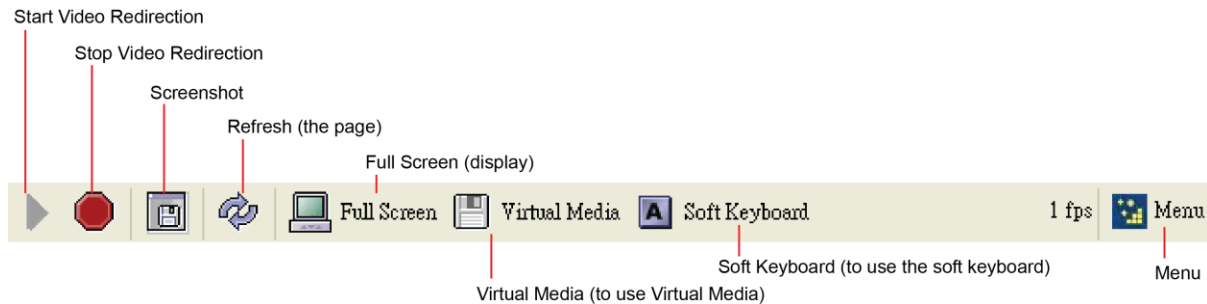 Start Video Redirection
Stop Video Redirection
Screenshot
Refresh (the page)
Full Screen (display)
Full Screen
Virtual Media
A
Soft Keyboard
1 fps
Menu
Soft Keyboard (to use the soft keyboard)
Menu
Virtual Media (to use Virtual Media)